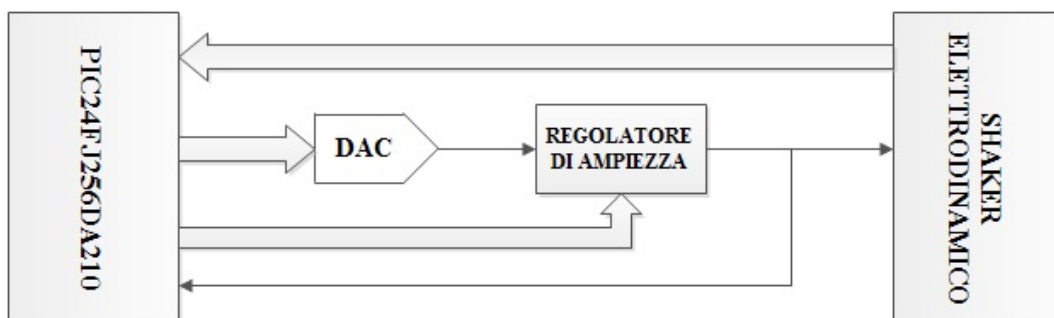 PIC24FJ256DA210
DAC
REGOLATORE
DI AMPIEZZA
SHAKER
ELETTRODINAMICO